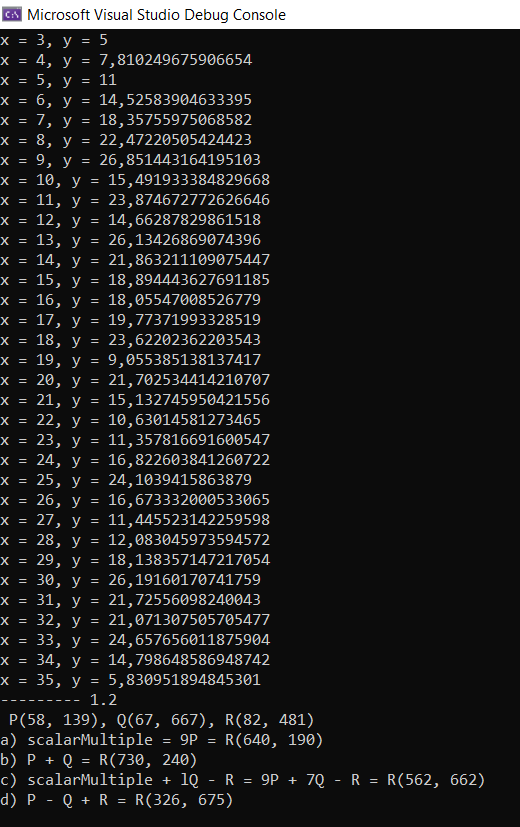 Microsoft Visual Studio Debug Console
x = 3, y = 5
x = 4, y = 7,810249675906654
x = 5, y = 11
x = 6, y = 14,52583904633395
x = 7, y = 18,35755975068582
x = 8, y = 22,47220505424423
x = 9, y = 26,851443164195103
x = 10, y = 15,491933384829668
x = 11, y = 23,874672772626646
x = 12, y = 14,66287829861518
x = 13, y = 26,13426869074396
x = 14, y = 21,863211109075447
x = 15, y = 18,894443627691185
x = 16, y = 18,05547008526779
x = 17, y = 19,77371993328519
x = 18, y = 23,62202362203543
x = 19, y = 9,055385138137417
x = 20, y = 21,702534414210707
x = 21, y = 15,132745950421556
x = 22, y = 10,63014581273465
x = 23, y = 11,357816691600547
x = 24, y = 16,822603841260722
x = 25, y = 24,1039415863879
x = 26, y = 16,673332000533065
x = 27, y = 11,445523142259598
x = 28, y = 12,083045973594572
x = 29, y = 18,138357147217054
x = 30, y = 26,19160170741759
x = 31, y = 21,72556098240043
x = 32, y = 21,071307505705477
x = 33, y = 24,657656011875904
x = 34, y = 14,798648586948742
x = 35, y = 5,830951894845301
--------- 1.2
P(58, 139), Q(67, 667), R(82, 481)
a) scalarMultiple = 9P = R(640, 190)
b) P + Q = R(730, 240)
c) scalarMultiple + lQ - R = 9P + 7Q - R = R(562, 662)
d) P - Q + R = R(326, 675)